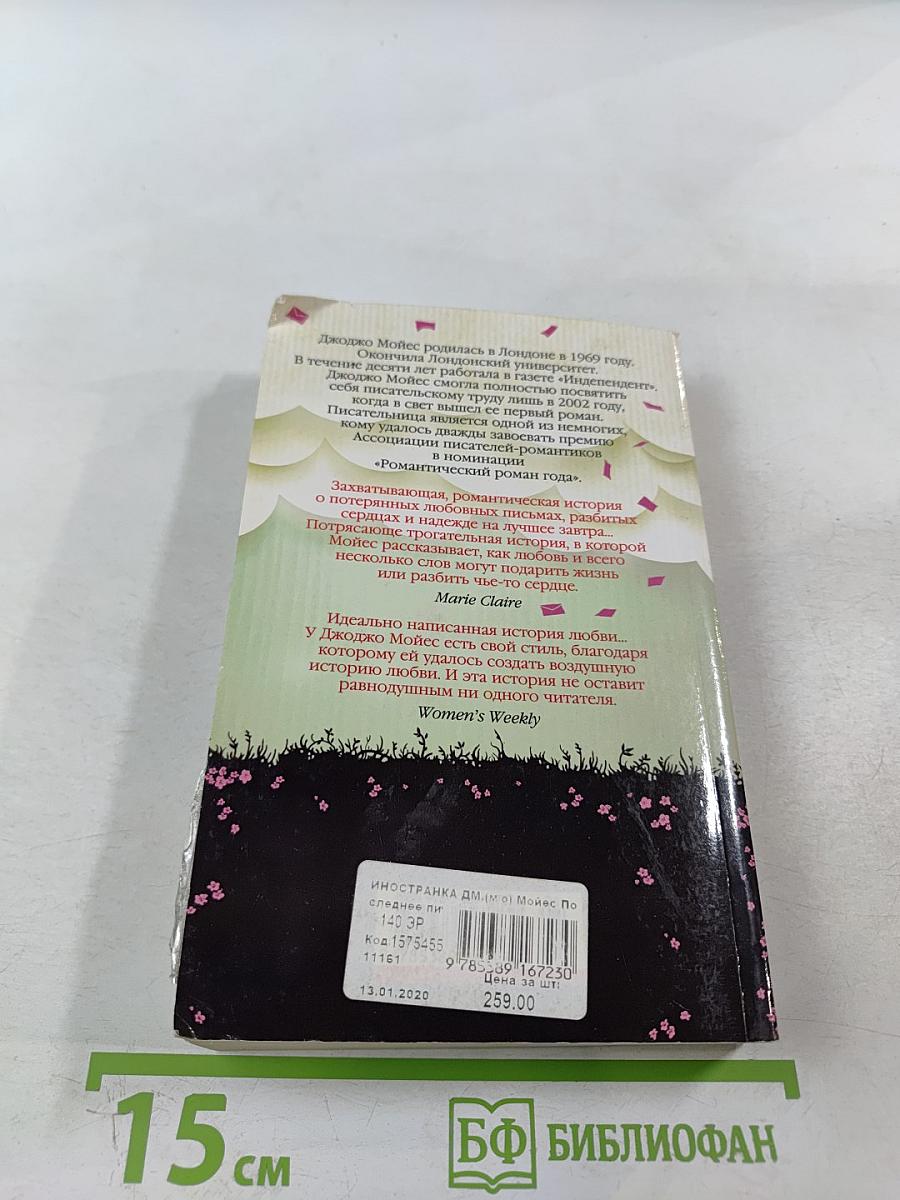 Джоджо Мойес родилась в Лондоне в 1969 году.
Окончила Лондонский университет.
В течение десяти лет работала в газете «Индепендент».
Джоджо Мойес смогла полностью посвятить
себя писательскому труду лишь в 2002 году,
когда в свет вышел ее первый роман.
Писательница является одной из немногих,
кому удалось дважды завоевать премию
Ассоциации писателей-романтиков
в номинации
«Романтический роман года».
Захватывающая, романтическая история
о потерянных любовных письмах, разбитых
сердцах и надежде на лучшее завтра...
Потрясающе трогательная история, в которой
Мойес рассказывает, как любовь и всего
несколько слов могут подарить жизнь
или разбить чье-то сердце.
Marie Claire
Идеально написанная история любви...
У Джоджо Мойес есть свой стиль, благодаря
которому ей удалось создать воздушную
историю любви. И эта история не оставит
равнодушным ни одного читателя.
Women's Weekly
ИНОСТРАНКА ДМ.(м/о) Мойес По
следнее пи
140 ЭР
Код:1575455
11161
9 785389 167230
Цена за шт:
13.01.2020
259.00
15 см
БФ БИБЛИОФАН